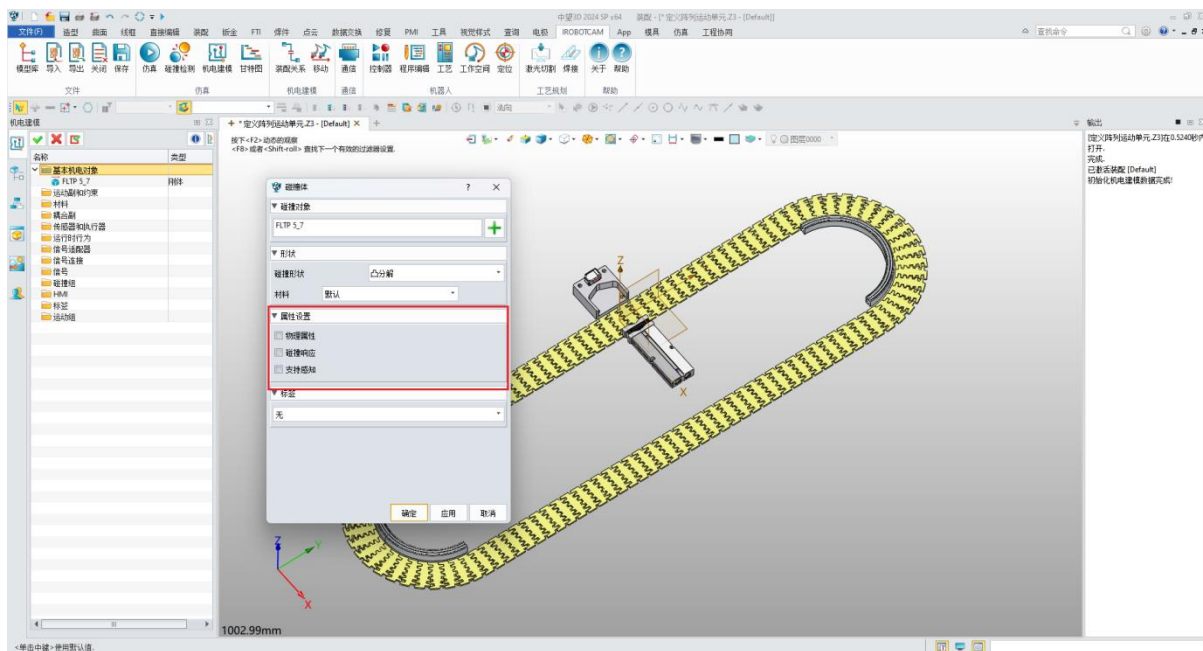 中望3D 2024 SP x64 装配 - [* 定义阵列运动单元.Z3 - [Default]]
文件(F) 造型 曲面 线框 直接编辑 装配 钣金 FTI 焊件 点云 数据交换 修复 PMI 工具 视觉样式 查询 电极 IROBOTCAM App 模具 仿真 工程协同 查找命令
模型库 导入 导出 关闭 保存 仿真 碰撞检测 机电建模 甘特图 装配关系 移动 通信 控制器 程序编辑 工艺 工作空间 定位 激光切割 焊接 关于 帮助
文件 仿真 机电建模 通信 机器人 工艺规划 帮助
法向
机电建模
* 定义阵列运动单元.Z3 - [Default]
输出
按下<F2>动态的观察
<F8>或者<Shift-roll> 查找下一个有效的过滤器设置.
图层0000
[定义阵列运动单元.Z3]在0.5240秒内
打开.
完成.
已激活装配 [Default]
初始化机电建模数据完成!
名称 类型
基本机电对象
FLTP 5_7 刚体
运动副和约束
材料
耦合副
传感器和执行器
运行时行为
信号适配器
信号连接
信号
碰撞组
HMI
标签
运动组
碰撞体
碰撞对象
FLTP 5_7
形状
碰撞形状 凸分解
材料 默认
属性设置
物理属性
碰撞响应
支持感知
标签
无
确定 应用 取消
Z
X
Z
Y
X
1002.99mm
<单击中键>使用默认值.